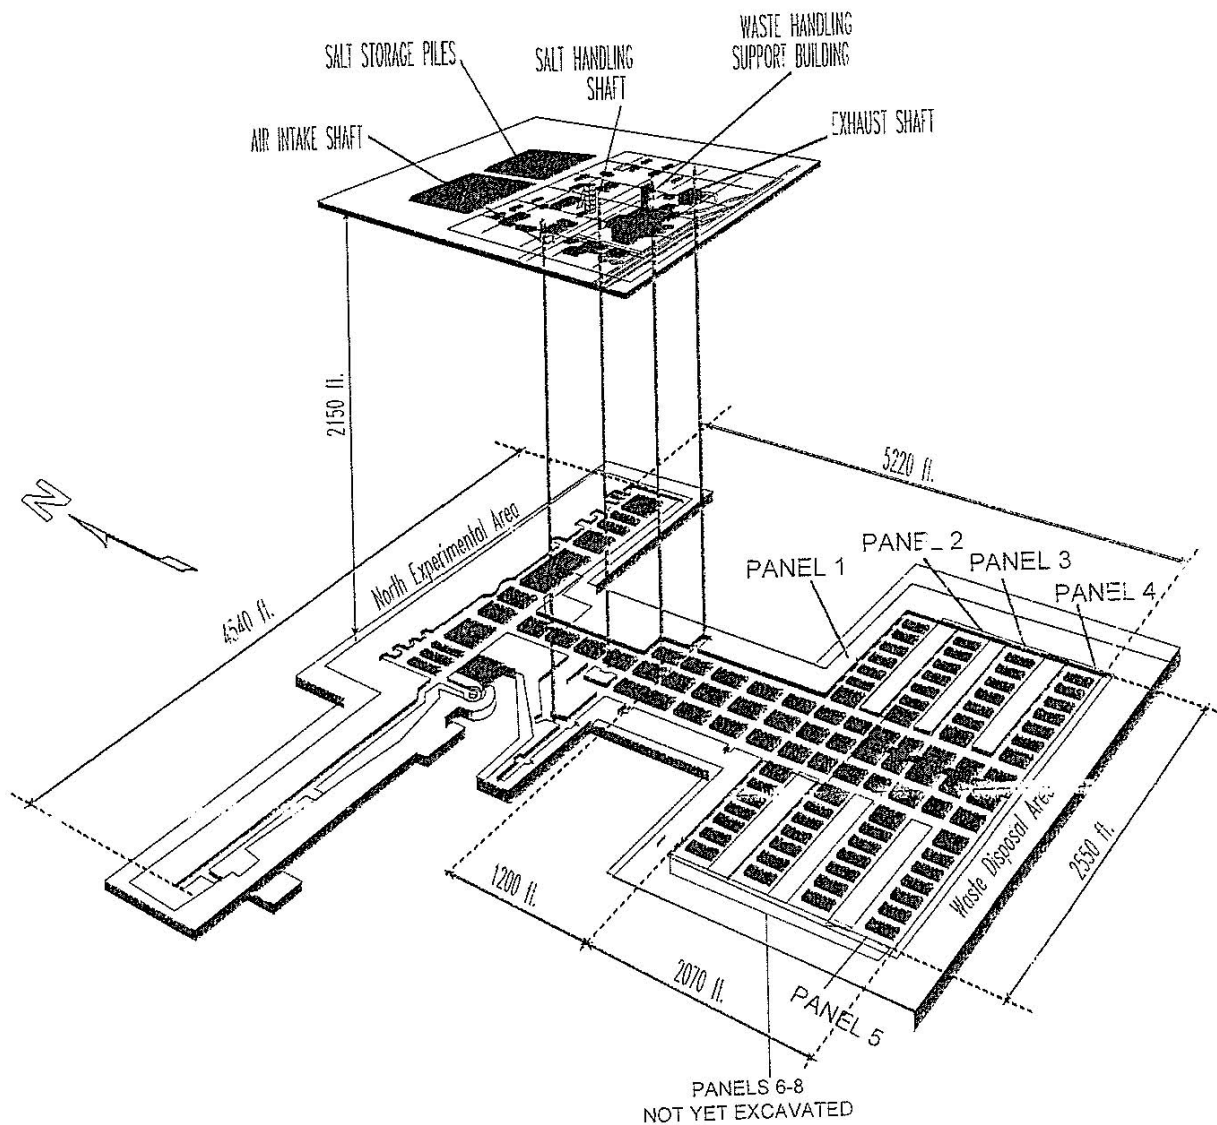 WASTE HANDLING
SUPPORT BUILDING
SALT STORAGE PILES
SALT HANDLING
SHAFT
AIR INTAKE SHAFT
EXHAUST SHAFT
2150 ft.
5220 ft.
N
North Experimental Area
4540 ft.
PANEL 1
PANEL 2
PANEL 3
PANEL 4
Waste Disposal Area
2550 ft.
1200 ft.
2070 ft.
PANEL 5
PANELS 6-8
NOT YET EXCAVATED